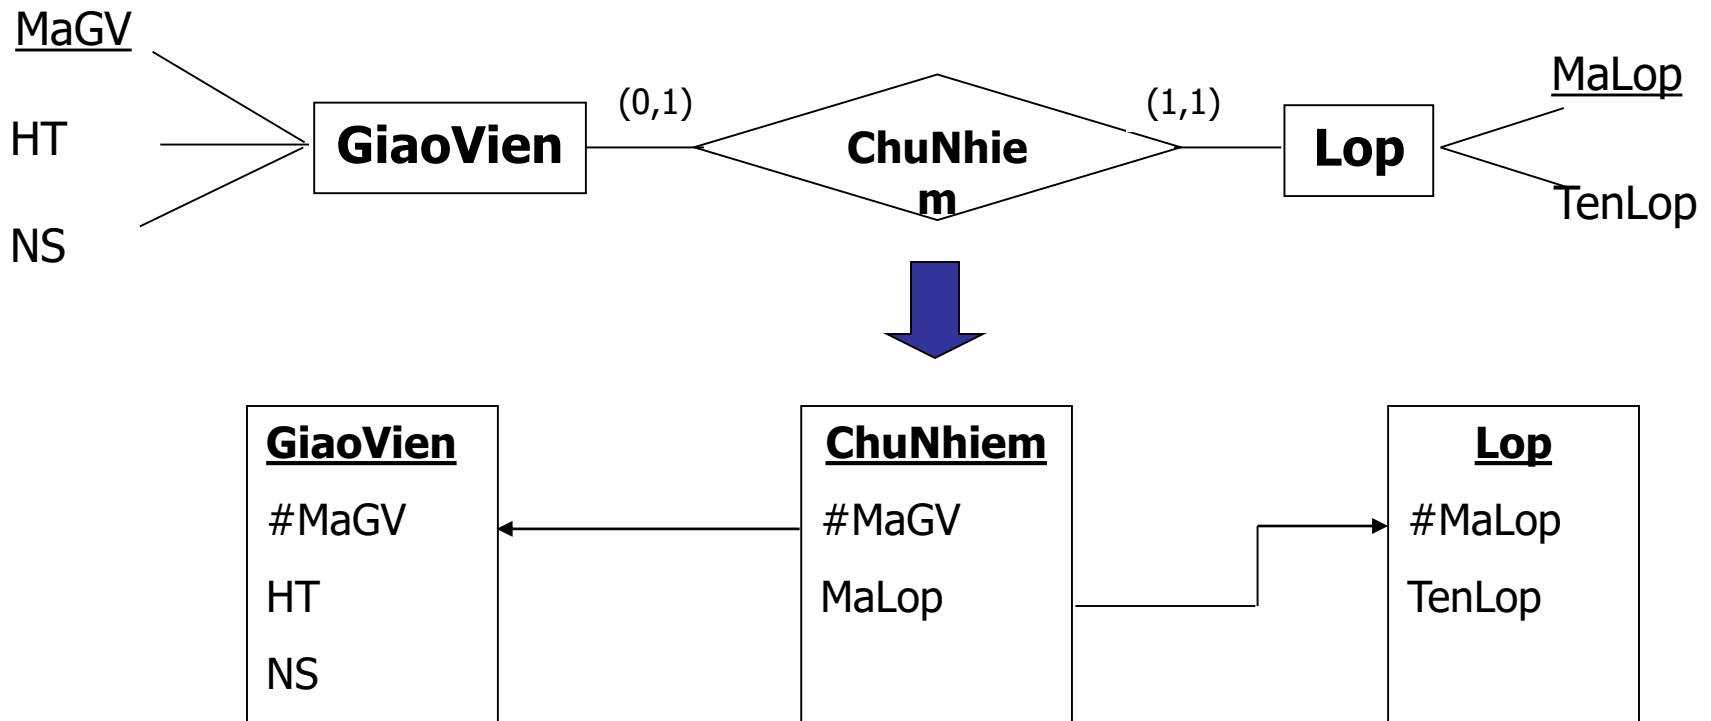 MaGV
HT
NS
GiaoVien
(0,1)
ChuNhie
m
(1,1)
Lop
MaLop
TenLop
GiaoVien
#MaGV
HT
NS
ChuNhiem
#MaGV
MaLop
Lop
#MaLop
TenLop